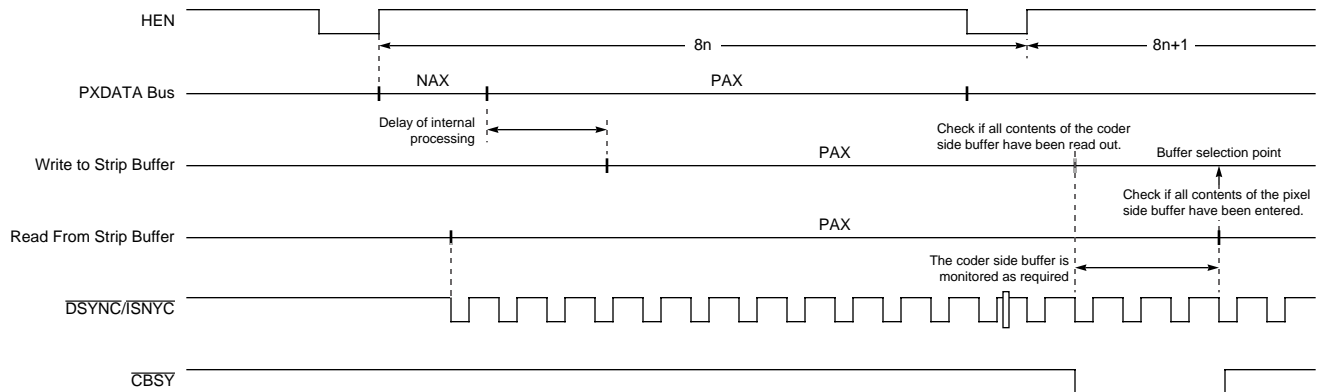 HEN
8n
8n+1
NAX
PAX
PXDATA Bus
Delay of internal
processing
Check if all contents of the coder
side buffer have been read out.
PAX
Buffer selection point
Write to Strip Buffer
Check if all contents of the pixel
side buffer have been entered.
PAX
Read From Strip Buffer
The coder side buffer is
monitored as required
DSYNC/ISNYC
CBSY